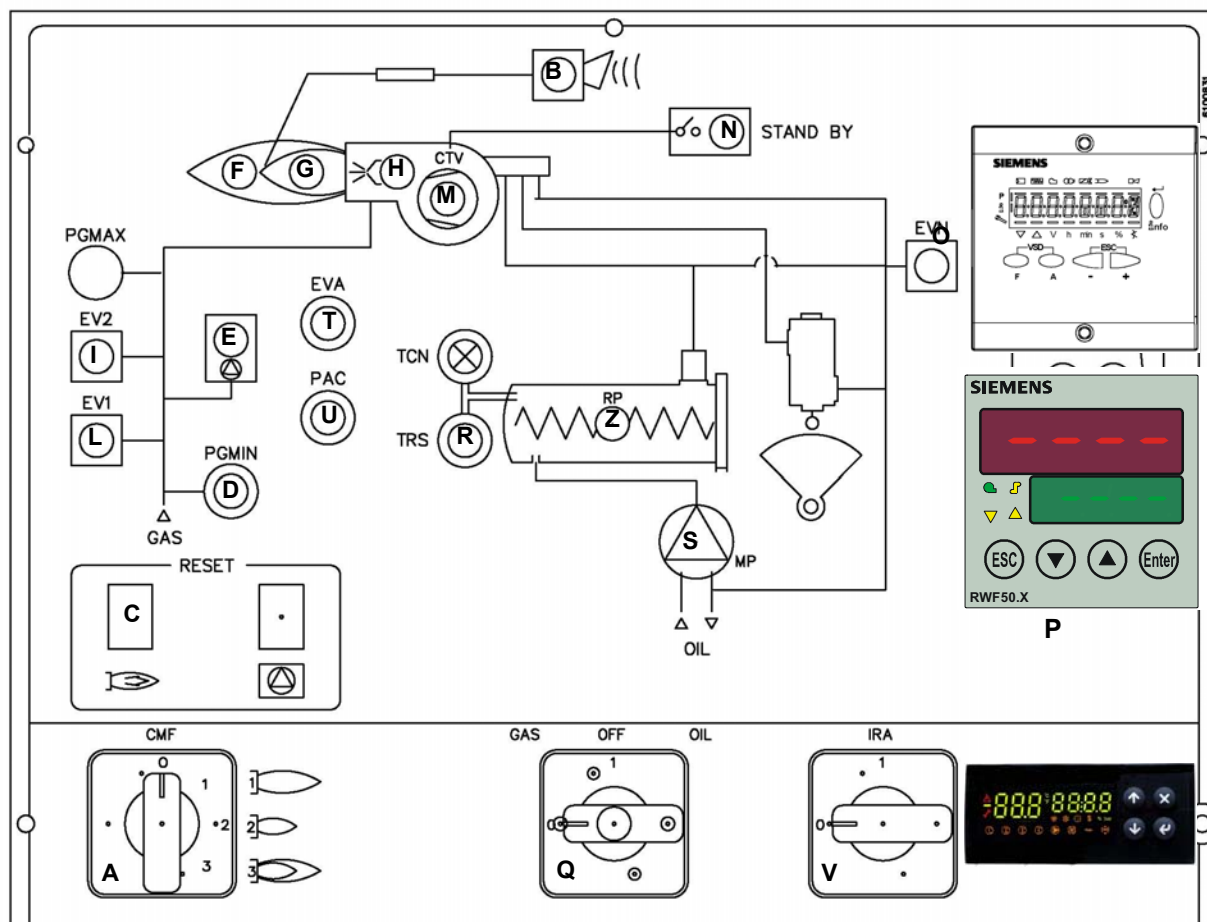 B
N STAND BY
SIEMENS
F G H CTV
M
P
V h min s %
info
VSD ESC
F A - +
EVN
O
PGMAX
EVA
EV2
E T
I
TCN
PAC
EV1
U
RP
Z
L
TRS R
PGMIN
D
SIEMENS
GAS
S
MP
RESET
ESC Enter
C
RWF50.X
P
OIL
CMF GAS OFF OIL IRA
0 1 1
1 1
2 2
0 0
3 3
A Q V